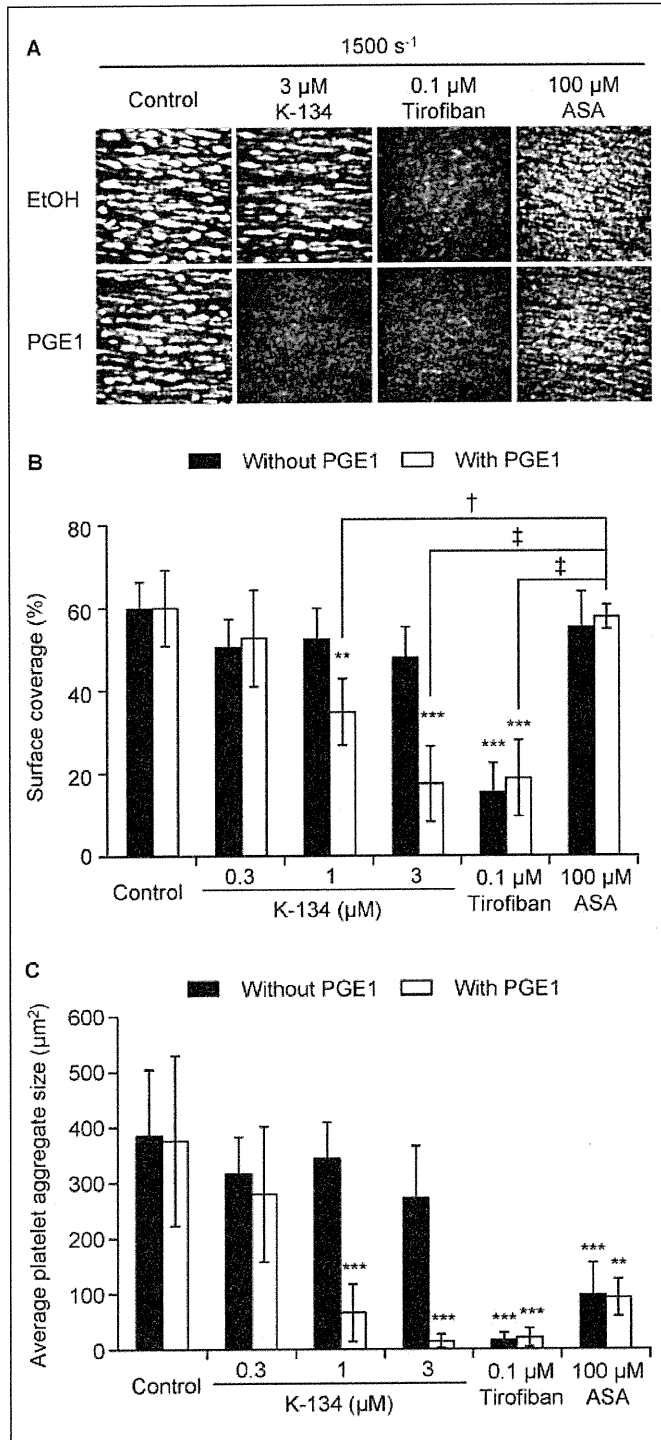 A
1500 s-1
Control
3 µM
K-134
0.1 µM
Tirofiban
100 µM
ASA
EtOH
PGE1
B
Without PGE1
With PGE1
†
‡
‡
80
60
40
20
0
Surface coverage (%)
**
***
***
***
Control
0.3
1
3
K-134 (µM)
0.1 µM
Tirofiban
100 µM
ASA
C
Without PGE1
With PGE1
600
500
400
300
200
100
0
Average platelet aggregate size (µm²)
***
***
***
***
***
**
Control
0.3
1
3
K-134 (µM)
0.1 µM
Tirofiban
100 µM
ASA